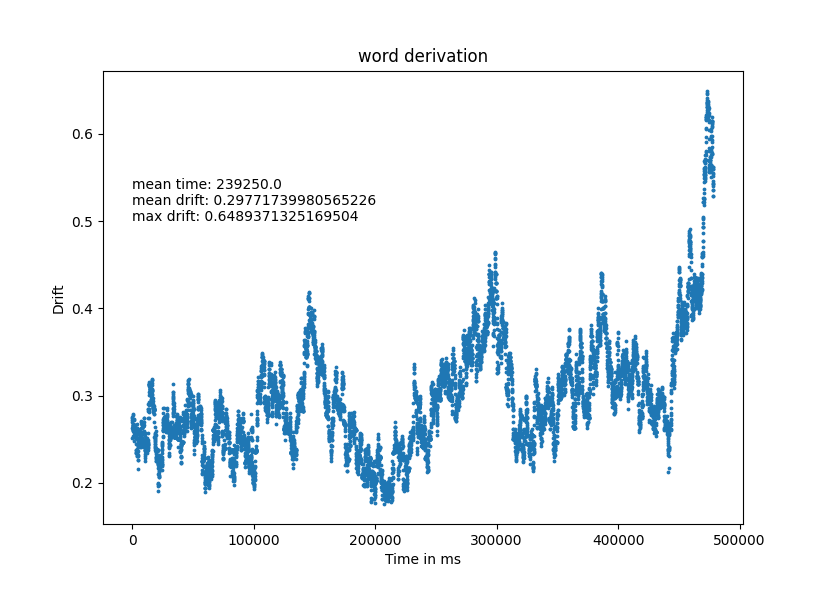 word derivation
0.6
mean time: 239250.0
mean drift: 0.29771739980565226
max drift: 0.6489371325169504
0.5
Drift
0.4
0.3
0.2
0 100000 200000 300000 400000 500000
Time in ms